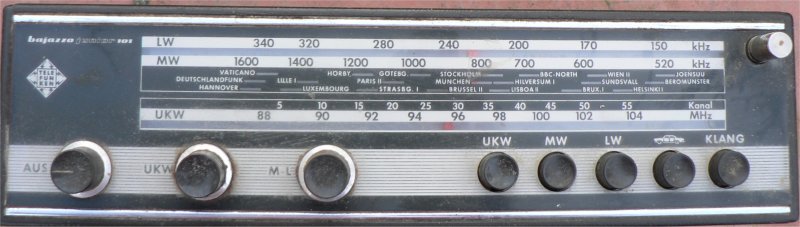 bajazzo junior 101
LW 340 320 280 240 200 170 150 kHz
MW 1600 1400 1200 1000 800 700 600 520 kHz
VATICANO HÖRBY GÖTEBG. STOCKHOLM BBC-NORTH WIEN II JOENSUU
DEUTSCHLANDFUNK LILLE I PARIS II MÜNCHEN HILVERSUM I SUNDSVALL BEROMÜNSTER
HANNOVER LUXEMBOURG STRASBG. I BRÜSSEL II LISBOA II BRUX. I HELSINKI
TELE
FUN
KEN
5 10 15 20 25 30 35 40 45 50 55 Kanal
UKW 88 90 92 94 96 98 100 102 104 MHz
UKW MW LW KLANG
AUS UKW M-L